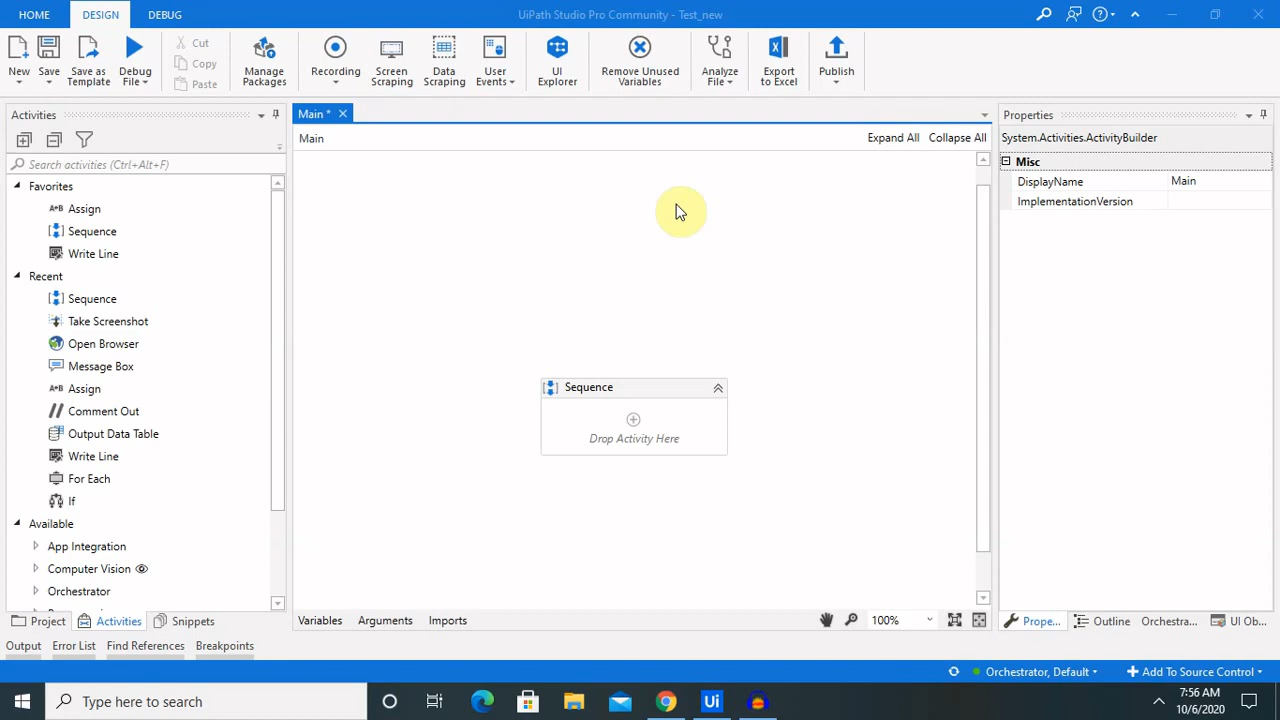 HOME DESIGN DEBUG UiPath Studio Pro Community - Test_new
New Save Save as Template Debug File
Cut
Copy
Paste
Manage Packages Recording Screen Scraping Data Scraping User Events UI Explorer Remove Unused Variables Analyze File Export to Excel Publish
Activities
Search activities (Ctrl+Alt+F)
Favorites
Assign
Sequence
Write Line
Recent
Sequence
Take Screenshot
Open Browser
Message Box
Assign
Comment Out
Output Data Table
Write Line
For Each
If
Available
App Integration
Computer Vision
Orchestrator
Project Activities Snippets
Main *
Main Expand All Collapse All
Sequence
Drop Activity Here
Variables Arguments Imports 100%
Properties
System.Activities.ActivityBuilder
Misc
DisplayName Main
ImplementationVersion
Prope... Outline Orchestra... UI Ob...
Output Error List Find References Breakpoints
Orchestrator, Default Add To Source Control
Type here to search
Ui
7:56 AM
10/6/2020